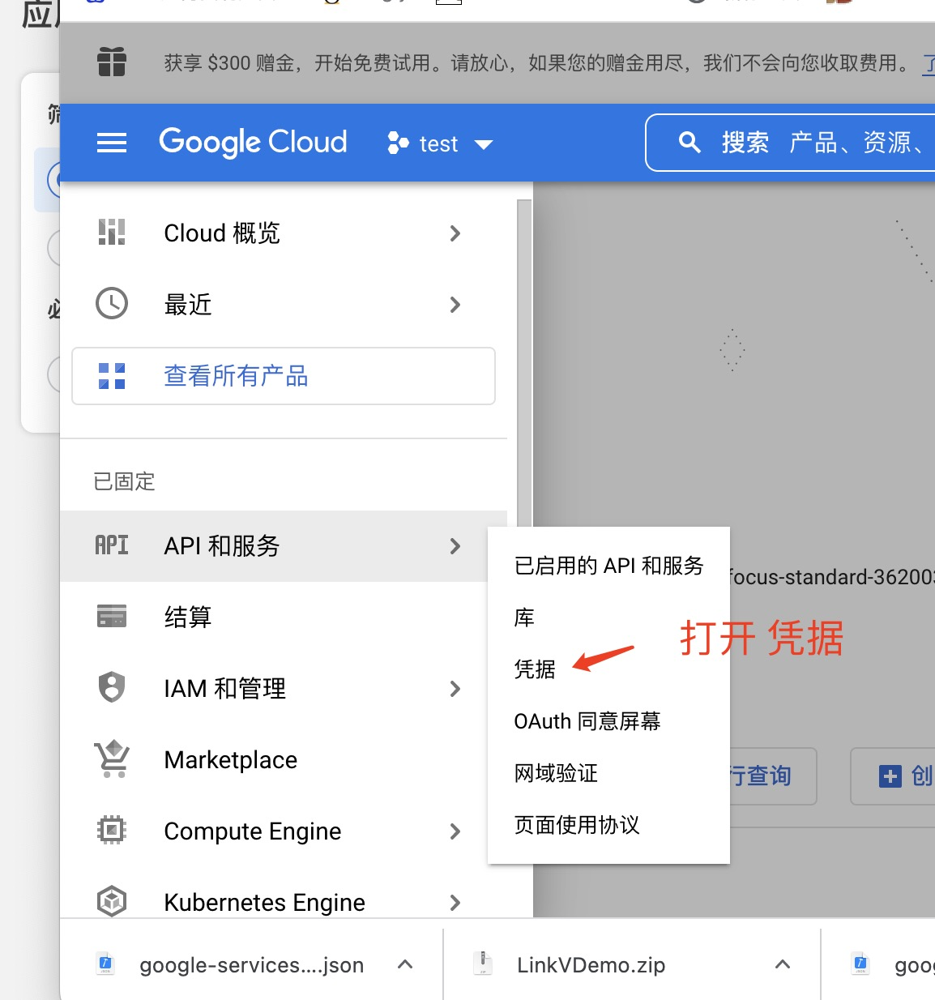 获享 $300 赠金，开始免费试用。请放心，如果您的赠金用尽，我们不会向您收取费用。
Google Cloud
test
搜索 产品、资源、
Cloud 概览
最近
查看所有产品
已固定
API
API 和服务
已启用的 API 和服务
focus-standard-36200
结算
库
打开 凭据
凭据
IAM 和管理
OAuth 同意屏幕
Marketplace
网域验证
行查询
创
页面使用协议
Compute Engine
Kubernetes Engine
google-services....json
LinkVDemo.zip
goo